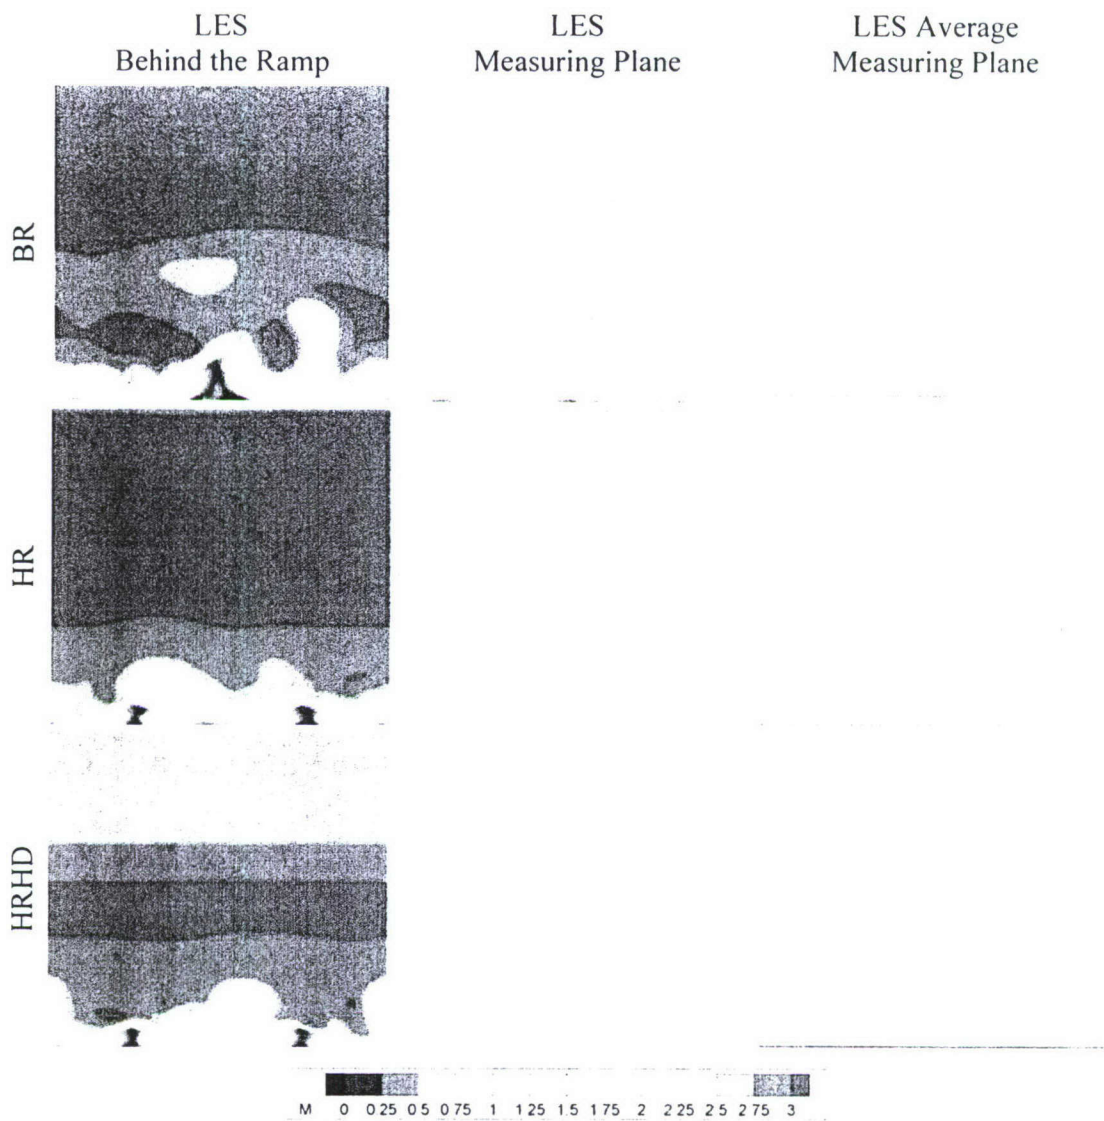 LES
Behind the Ramp
LES
Measuring Plane
LES Average
Measuring Plane
BR
HR
HRHD
M 0 0 25 0 5 0 75 1 1 25 1.5 1 75 2 2 25 2 5 2 75 3